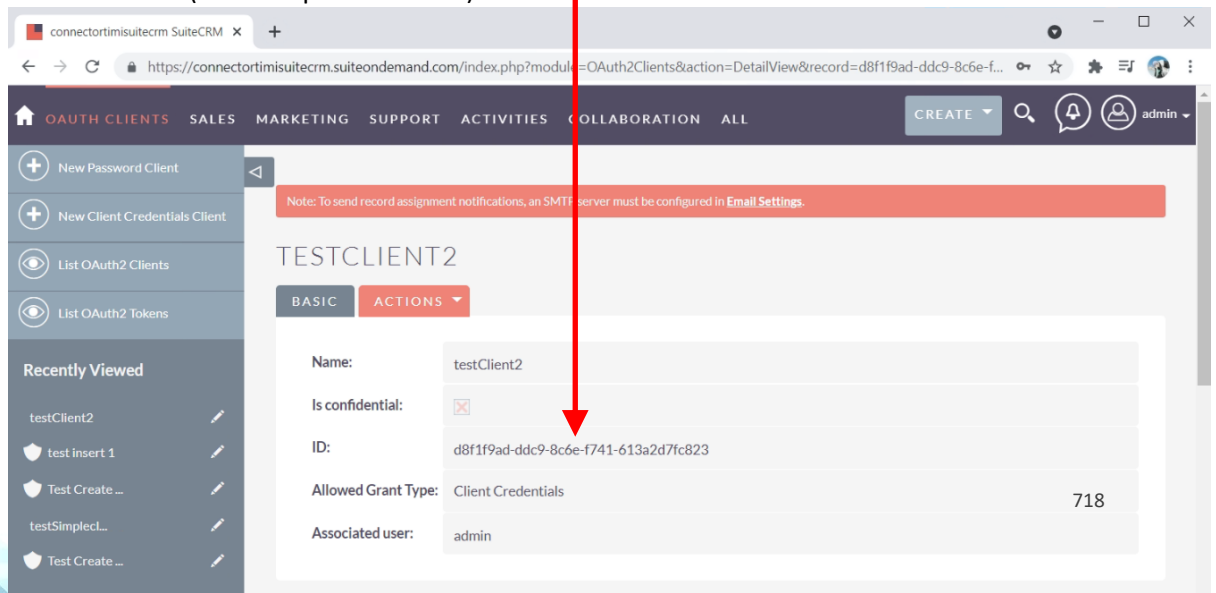 connectortimisuitecrm SuiteCRM
https://connectortimisuitecrm.suiteondemand.com/index.php?module=OAuth2Clients&action=DetailView&record=d8f1f9ad-ddc9-8c6e-f...
OAUTH CLIENTS SALES MARKETING SUPPORT ACTIVITIES COLLABORATION ALL CREATE admin
New Password Client
New Client Credentials Client
List OAuth2 Clients
List OAuth2 Tokens
Recently Viewed
testClient2
test insert 1
Test Create ...
testSimplecl...
Test Create ...
Note: To send record assignment notifications, an SMTP server must be configured in Email Settings.
TESTCLIENT2
BASIC ACTIONS
Name: testClient2
Is confidential:
ID: d8f1f9ad-ddc9-8c6e-f741-613a2d7fc823
Allowed Grant Type: Client Credentials
718
Associated user: admin